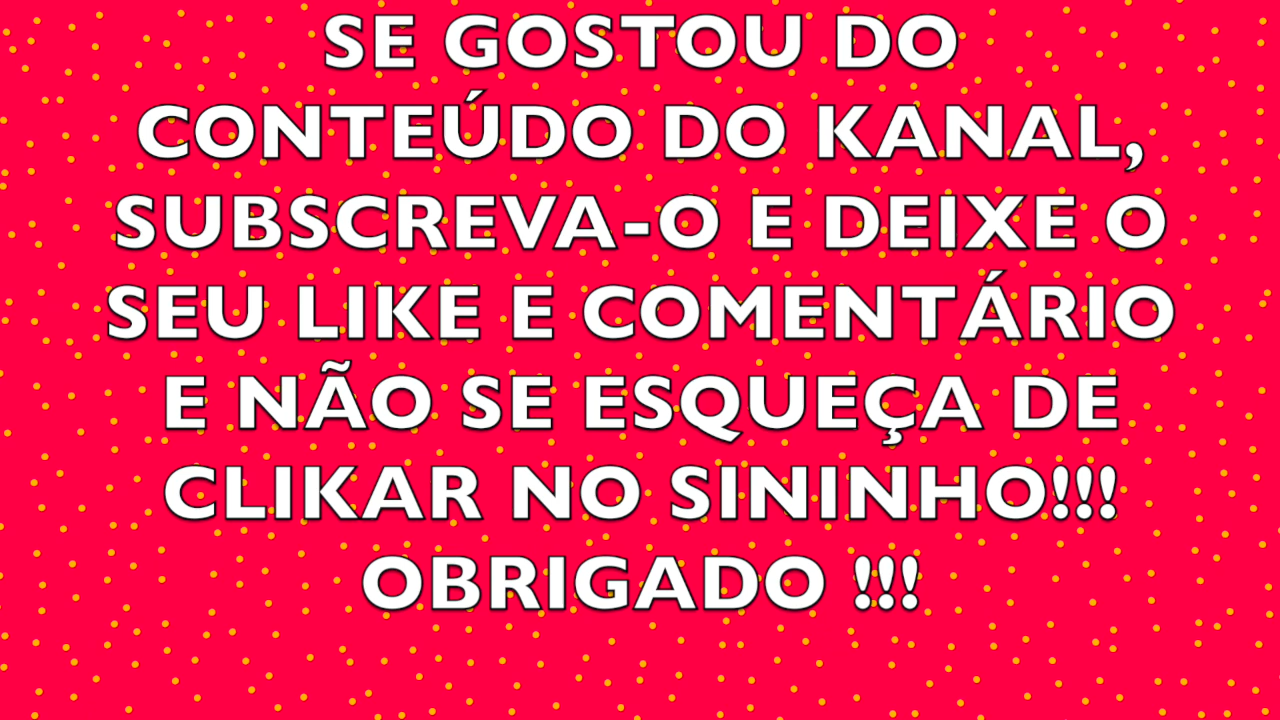 SE GOSTOU DO
CONTEÚDO DO KANAL,
SUBSCREVA-O E DEIXE O
SEU LIKE E COMENTÁRIO
E NÃO SE ESQUEÇA DE
CLIKAR NO SININHO!!!
OBRIGADO !!!